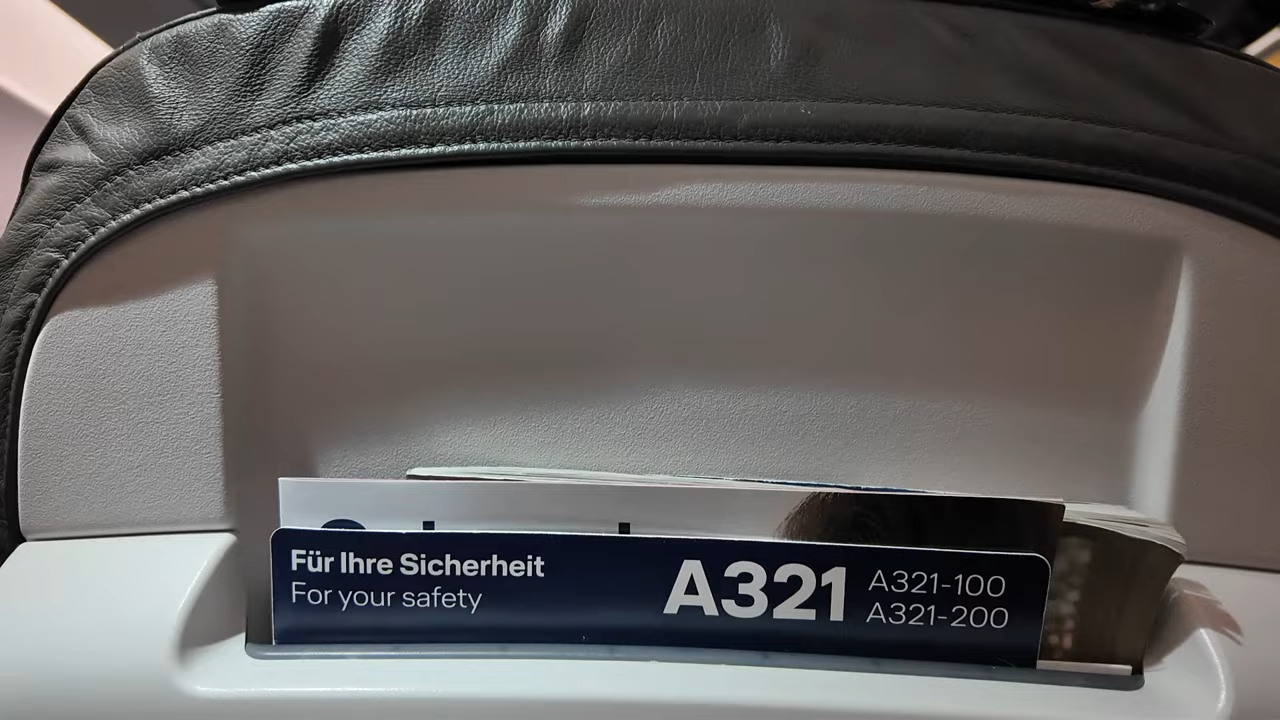 Für Ihre Sicherheit
For your safety
A321
A321-100
A321-200